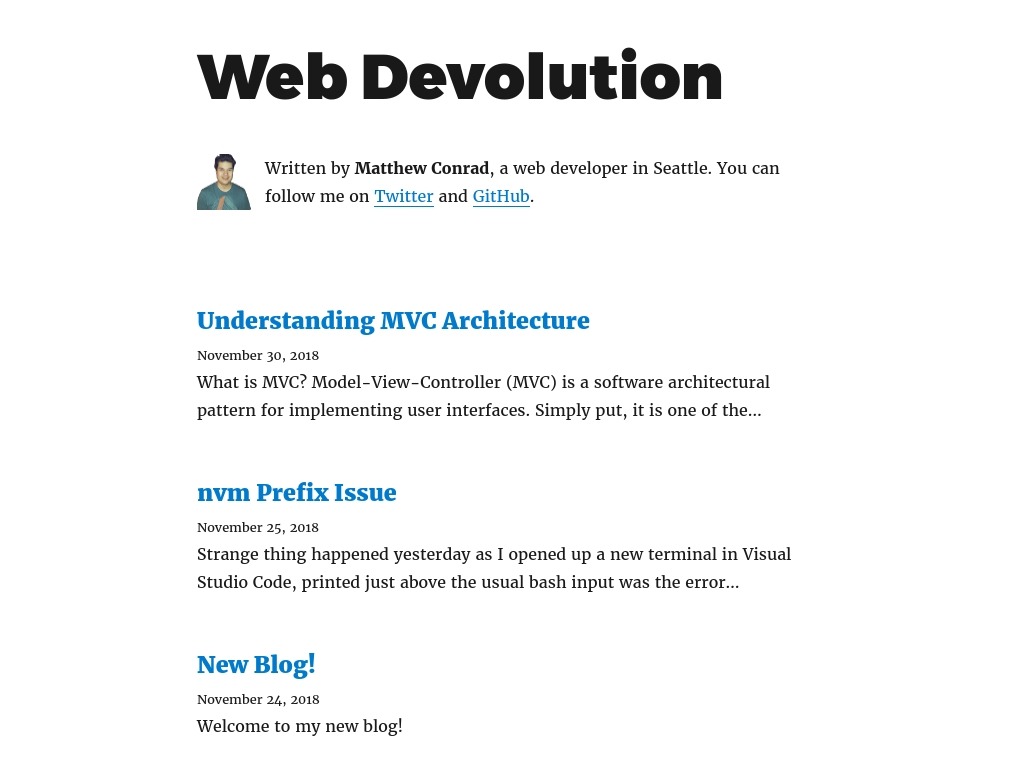 Web Devolution
Written by Matthew Conrad, a web developer in Seattle. You can
follow me on Twitter and GitHub.
Understanding MVC Architecture
November 30, 2018
What is MVC? Model-View-Controller (MVC) is a software architectural
pattern for implementing user interfaces. Simply put, it is one of the…
nvm Prefix Issue
November 25, 2018
Strange thing happened yesterday as I opened up a new terminal in Visual
Studio Code, printed just above the usual bash input was the error…
New Blog!
November 24, 2018
Welcome to my new blog!